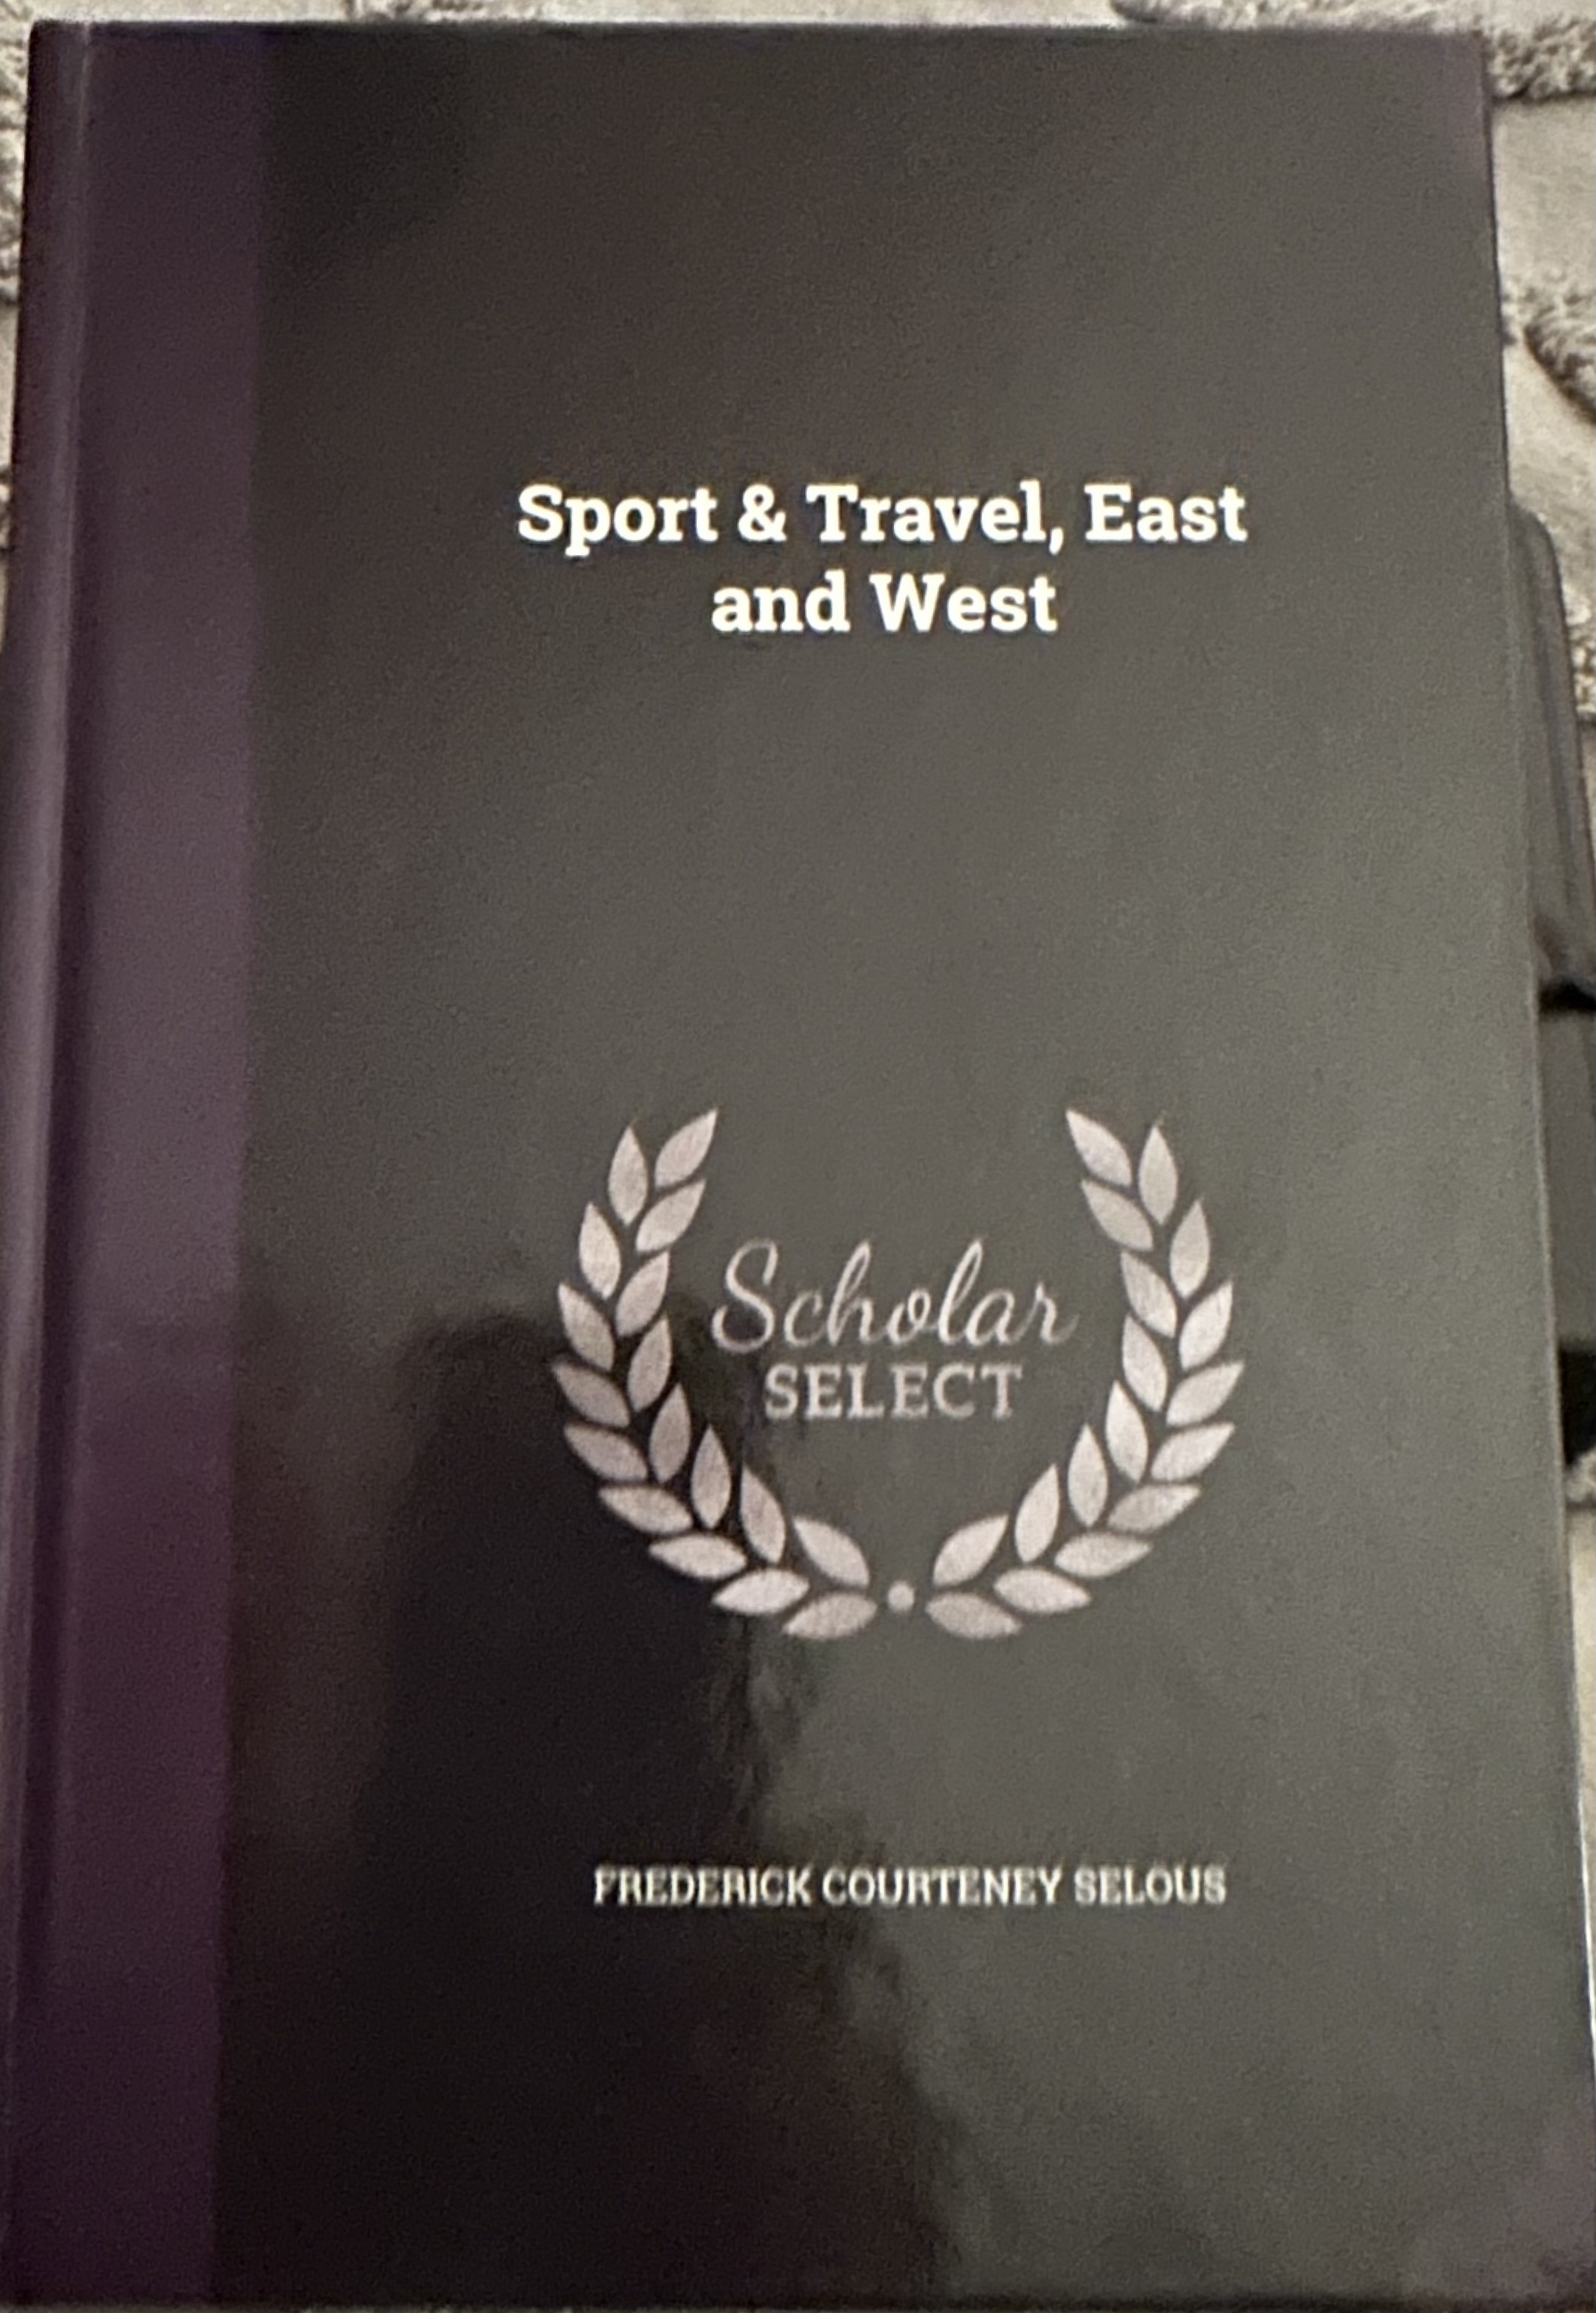 Sport & Travel, East
and West
Scholar
SELECT
FREDERICK COURTENEY SELOUS